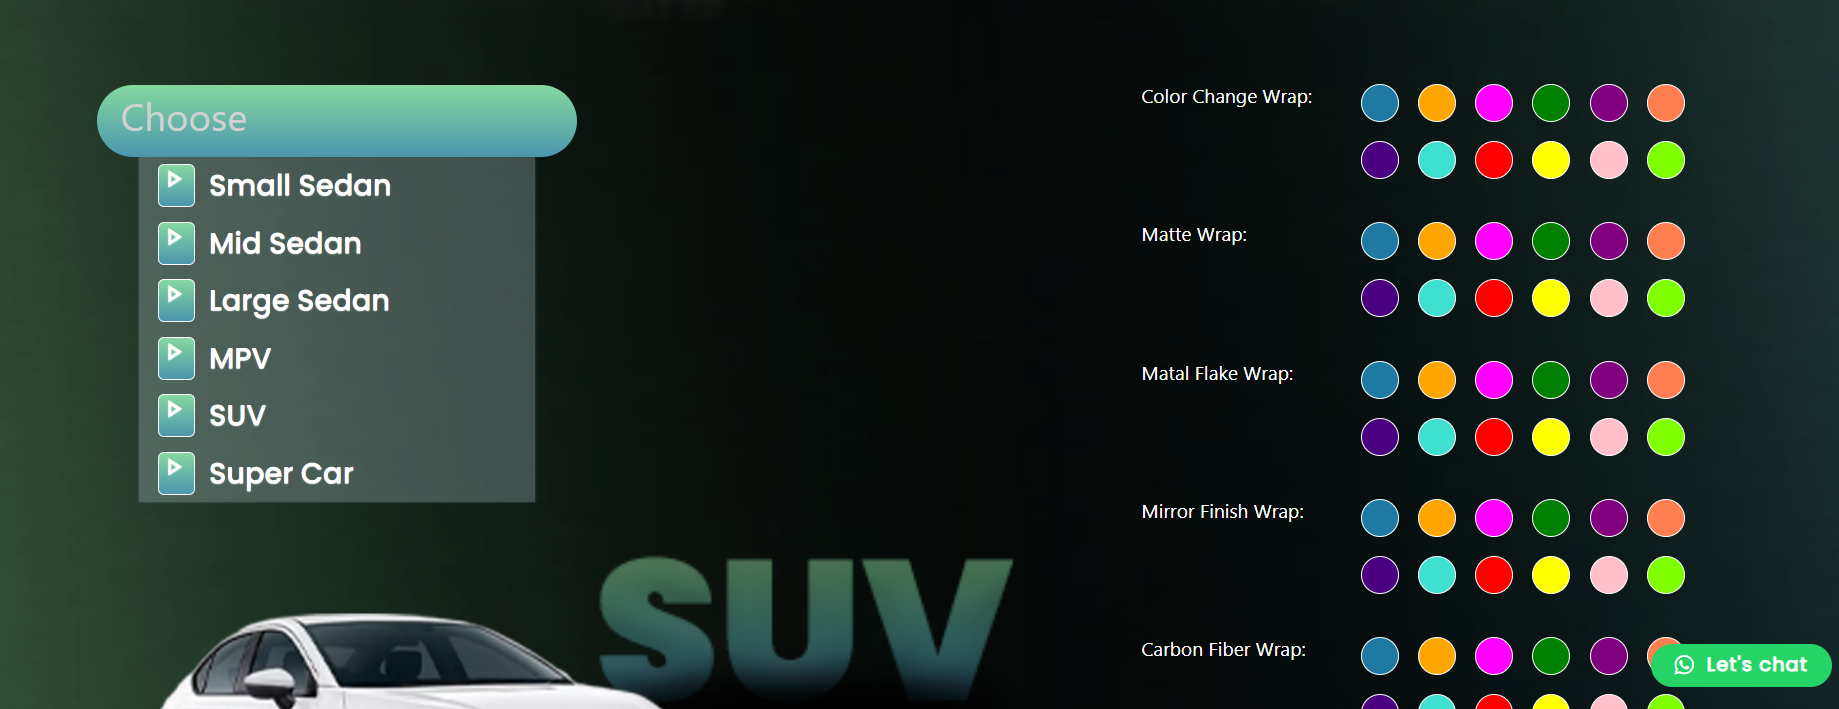 Choose
Small Sedan
Mid Sedan
Large Sedan
MPV
SUV
Super Car
SUV
Color Change Wrap:
Matte Wrap:
Matal Flake Wrap:
Mirror Finish Wrap:
Carbon Fiber Wrap:
Let's chat